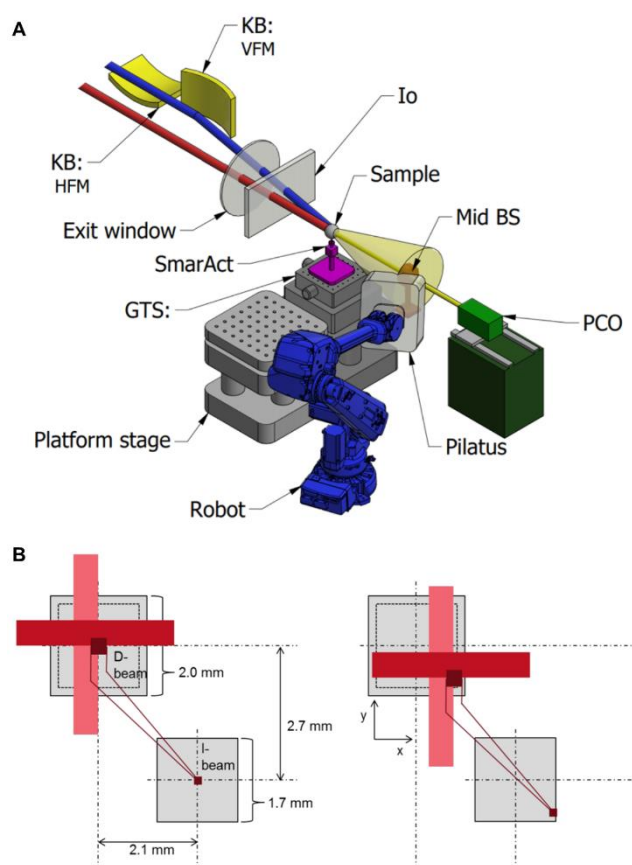 A
KB:
VFM
Io
KB:
HFM
Sample
Exit window
Mid BS
SmarAct
GTS:
PCO
Platform stage
Pilatus
Robot
B
D-
beam
2.0 mm
2.7 mm
y
x
I-
beam
1.7 mm
2.1 mm